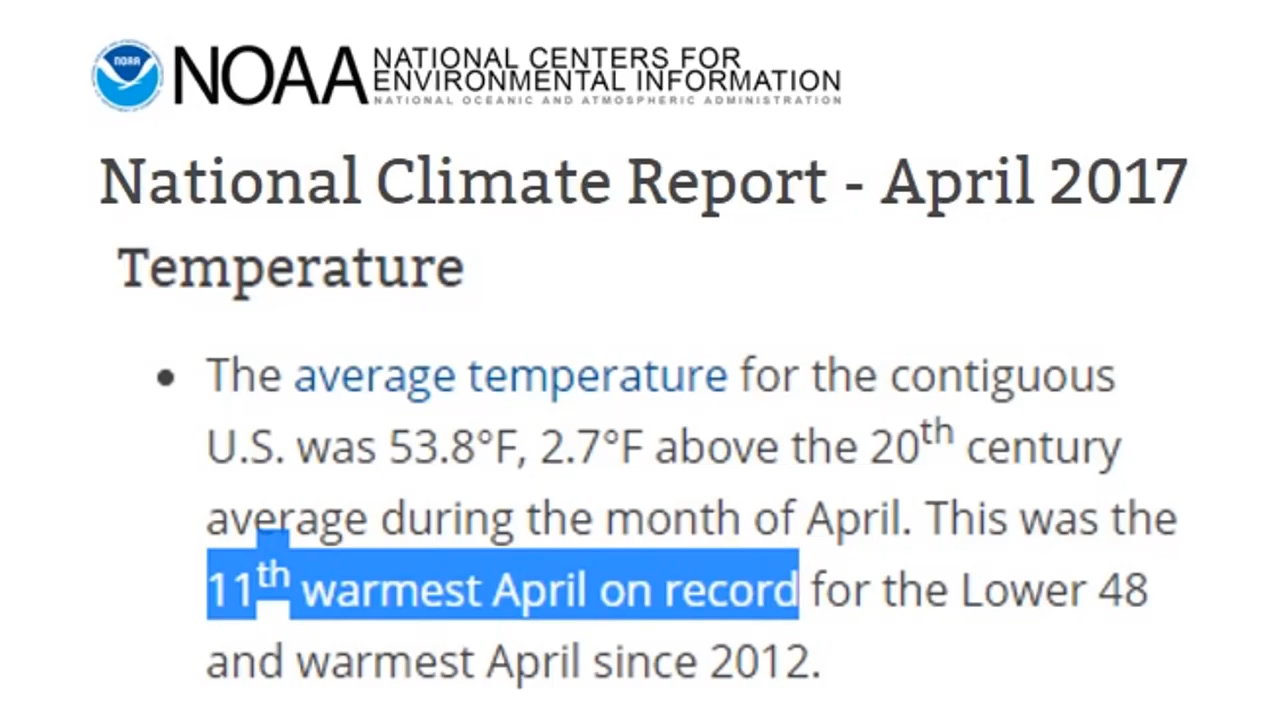 NOAA NATIONAL CENTERS FOR
ENVIRONMENTAL INFORMATION
NATIONAL OCEANIC AND ATMOSPHERIC ADMINISTRATION
National Climate Report - April 2017
Temperature
• The average temperature for the contiguous
U.S. was 53.8°F, 2.7°F above the 20th century
average during the month of April. This was the
11th warmest April on record for the Lower 48
and warmest April since 2012.